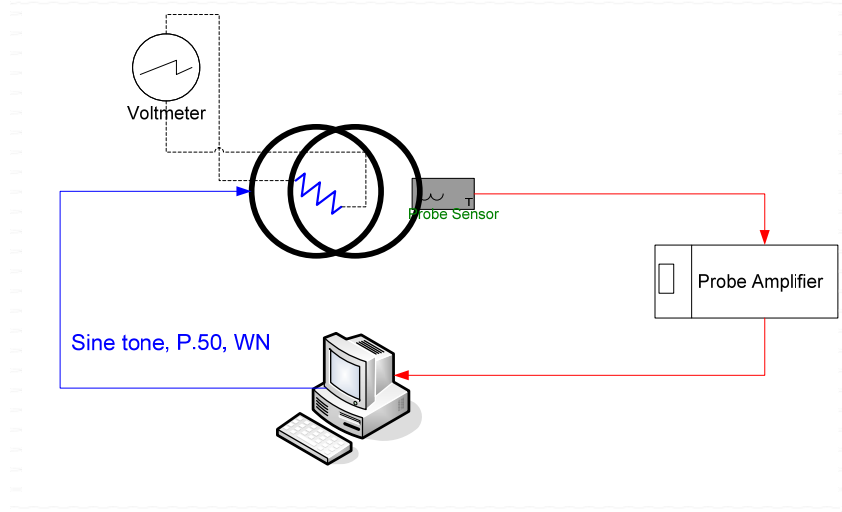 Voltmeter
T
Probe Sensor
Probe Amplifier
Sine tone, P.50, WN